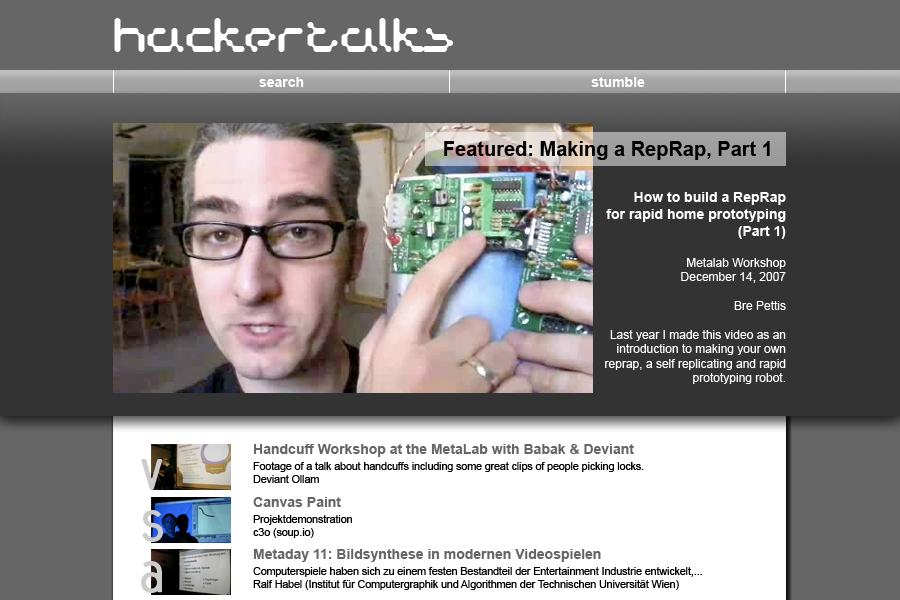 hackertalks
search
stumble
Featured: Making a RepRap, Part 1
How to build a RepRap
for rapid home prototyping
(Part 1)
Metalab Workshop
December 14, 2007
Bre Pettis
Last year I made this video as an
introduction to making your own
reprap, a self replicating and rapid
prototyping robot.
v
Handcuff Workshop at the MetaLab with Babak & Deviant
Footage of a talk about handcuffs including some great clips of people picking locks.
Deviant Ollam
s
Canvas Paint
Projektdemonstration
c3o (soup.io)
a
Metaday 11: Bildsynthese in modernen Videospielen
Computerspiele haben sich zu einem festen Bestandteil der Entertainment Industrie entwickelt,...
Ralf Habel (Institut für Computergraphik und Algorithmen der Technischen Universität Wien)